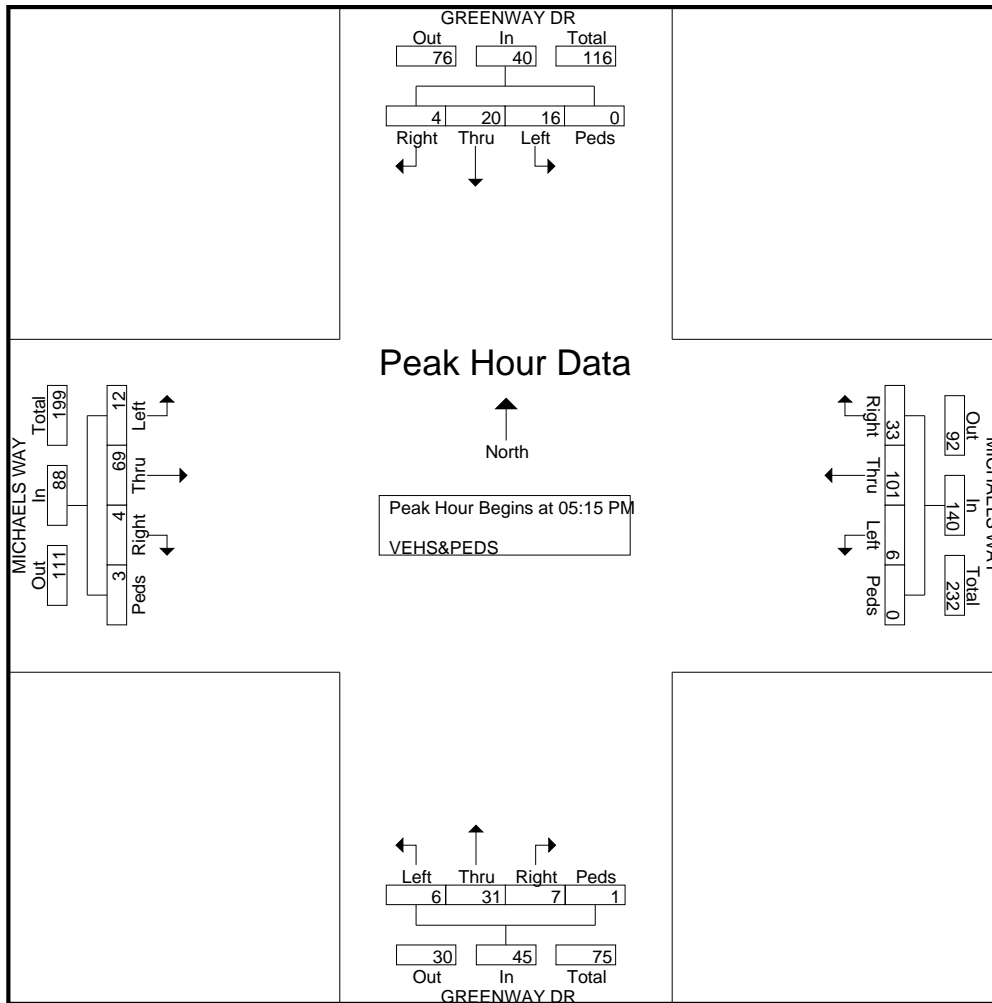 GREENWAY DR
Out In Total
76 40 116
4 20 16 0
Right Thru Left Peds
Peak Hour Data
North
Peak Hour Begins at 05:15 PM
VEHS&PEDS
MICHAELS WAY
Out In Total
111 88 199
12 69 4 3
Left Thru Right Peds
MICHAELS WAY
Out In Total
92 140 232
33 101 6 0
Right Thru Left Peds
Left Thru Right Peds
6 31 7 1
30 45 75
Out In Total
GREENWAY DR